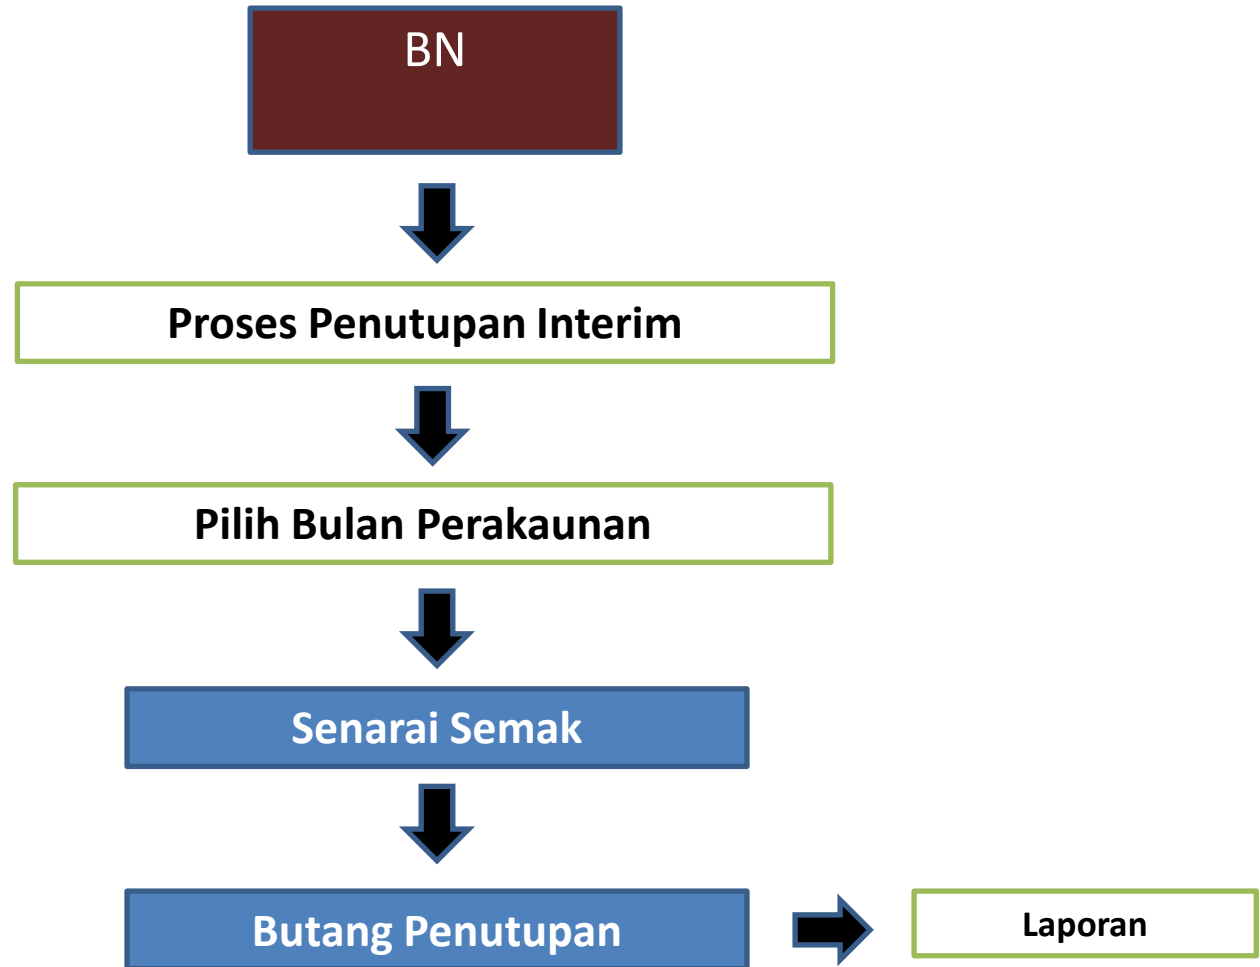 BN
Proses Penutupan Interim
Pilih Bulan Perakaunan
Senarai Semak
Butang Penutupan
Laporan